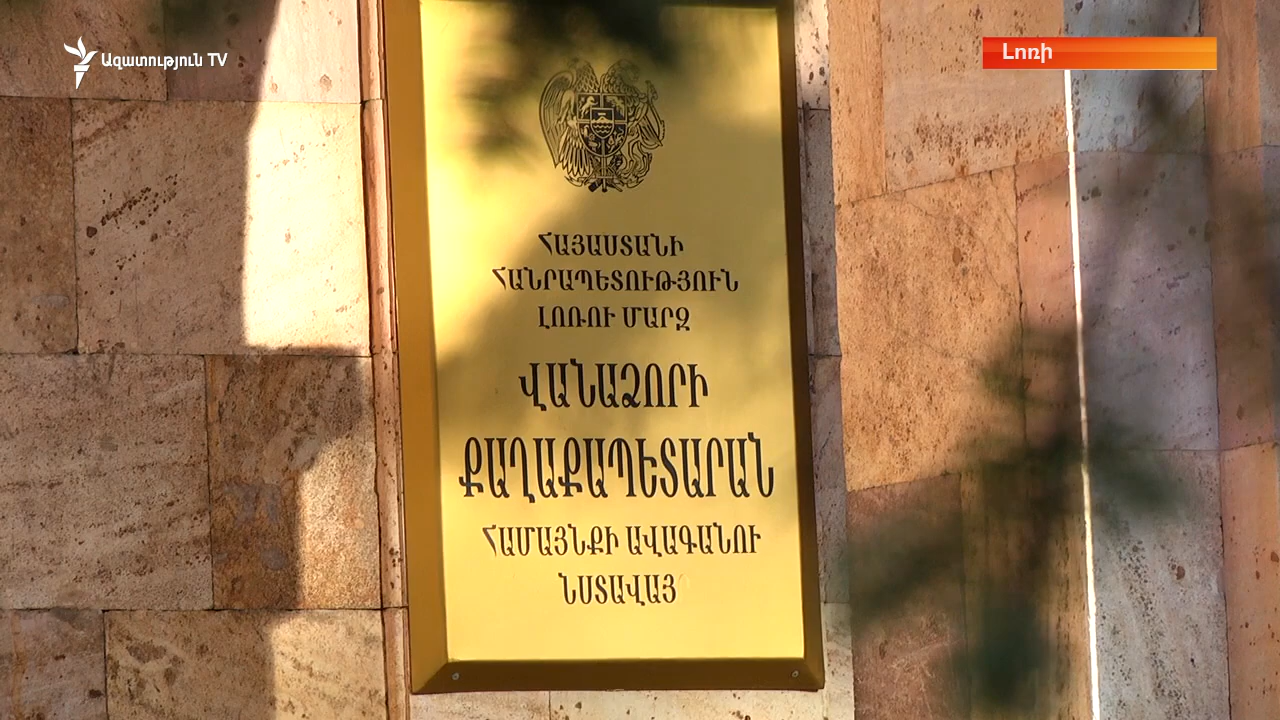 Ազատություն TV
Լոռի
ՀԱՅԱՍՏԱՆԻ
ՀԱՆՐԱՊԵՏՈՒԹՅՈՒՆ
ԼՈՌՈՒ ՄԱՐԶ
ՎԱՆԱՁՈՐԻ
ՔԱՂԱՔԱՊԵՏԱՐԱՆ
ՀԱՄԱՅՆՔԻ ԱՎԱԳԱՆՈՒ
ՆՍՏԱՎԱՅՐ